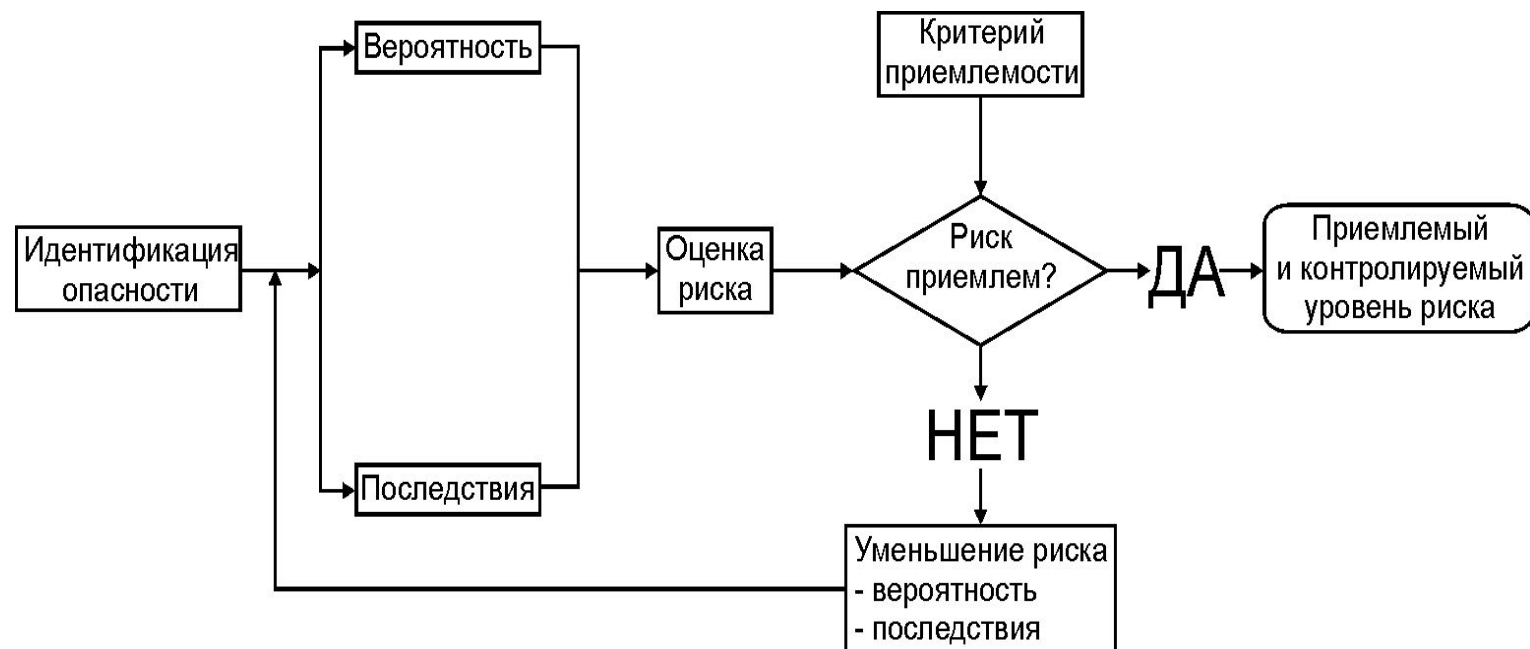 Вероятность
Критерий
приемлемости
Идентификация
опасности
Оценка
риска
Риск
приемлем?
ДА
Приемлемый
и контролируемый
уровень риска
НЕТ
Последствия
Уменьшение риска
- вероятность
- последствия